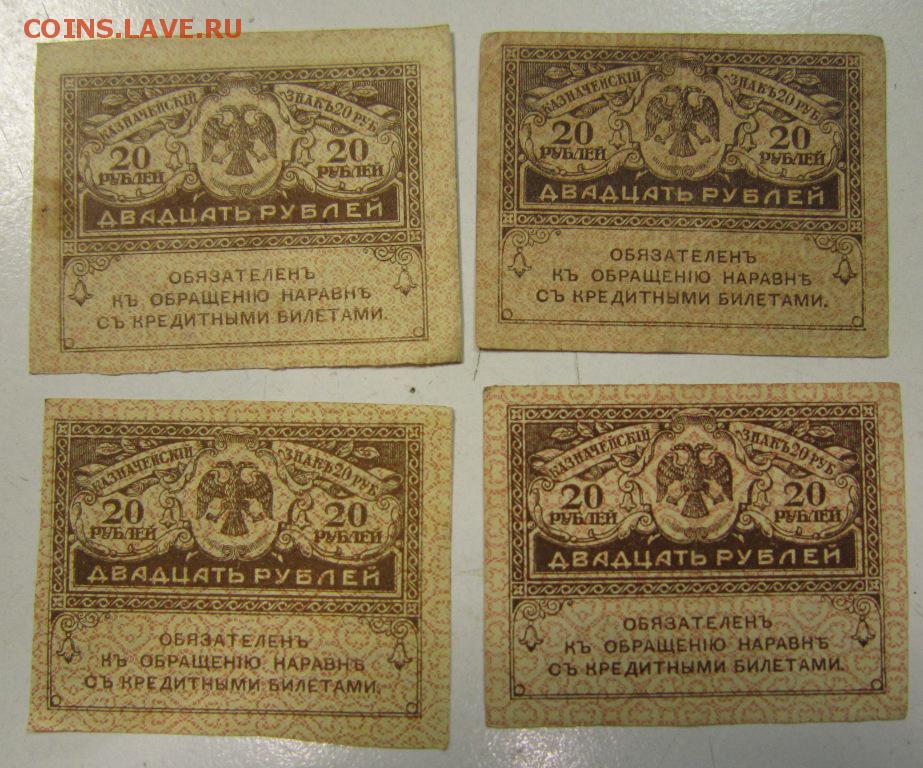 COINS.LAVE.RU
КАЗНАЧЕЙСКІЙ ЗНАКЪ 20 РУБ.
20 20
РУБЛЕЙ РУБЛЕЙ
ДВАДЦАТЬ РУБЛЕЙ
ОБЯЗАТЕЛЕНЪ
КЪ ОБРАЩЕНІЮ НАРАВНѢ
СЪ КРЕДИТНЫМИ БИЛЕТАМИ.
КАЗНАЧЕЙСКІЙ ЗНАКЪ 20 РУБ.
20 20
РУБЛЕЙ РУБЛЕЙ
ДВАДЦАТЬ РУБЛЕЙ
ОБЯЗАТЕЛЕНЪ
КЪ ОБРАЩЕНІЮ НАРАВНѢ
СЪ КРЕДИТНЫМИ БИЛЕТАМИ.
КАЗНАЧЕЙСКІЙ ЗНАКЪ 20 РУБ.
20 20
РУБЛЕЙ РУБЛЕЙ
ДВАДЦАТЬ РУБЛЕЙ
ОБЯЗАТЕЛЕНЪ
КЪ ОБРАЩЕНІЮ НАРАВНѢ
СЪ КРЕДИТНЫМИ БИЛЕТАМИ.
КАЗНАЧЕЙСКІЙ ЗНАКЪ 20 РУБ.
20 20
РУБЛЕЙ РУБЛЕЙ
ДВАДЦАТЬ РУБЛЕЙ
ОБЯЗАТЕЛЕНЪ
КЪ ОБРАЩЕНІЮ НАРАВНѢ
СЪ КРЕДИТНЫМИ БИЛЕТАМИ.